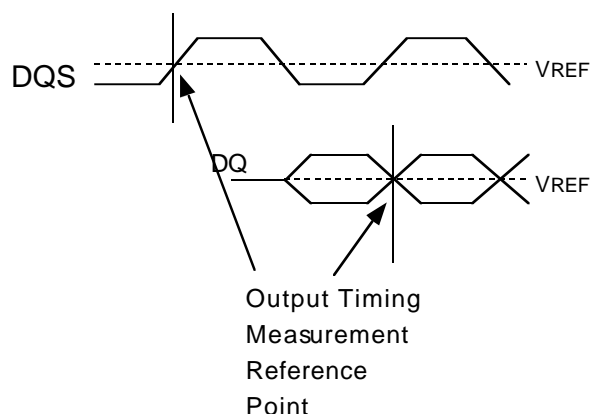 DQS
VREF
DQ
VREF
Output Timing
Measurement
Reference
Point